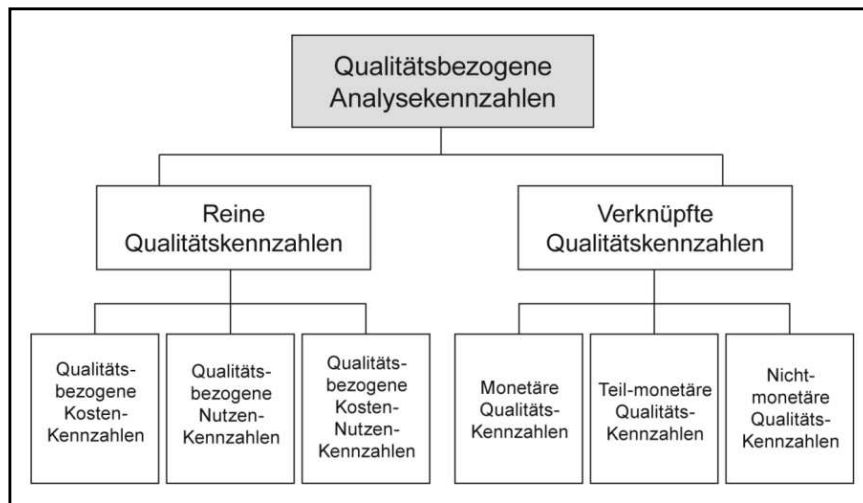 Qualitätsbezogene
Analysekennzahlen
Reine
Qualitätskennzahlen
Verknüpfte
Qualitätskennzahlen
Qualitäts-
bezogene
Kosten-
Kennzahlen
Qualitäts-
bezogene
Nutzen-
Kennzahlen
Qualitäts-
bezogene
Kosten-
Nutzen-
Kennzahlen
Monetäre
Qualitäts-
Kennzahlen
Teil-monetäre
Qualitäts-
Kennzahlen
Nicht-
monetäre
Qualitäts-
Kennzahlen